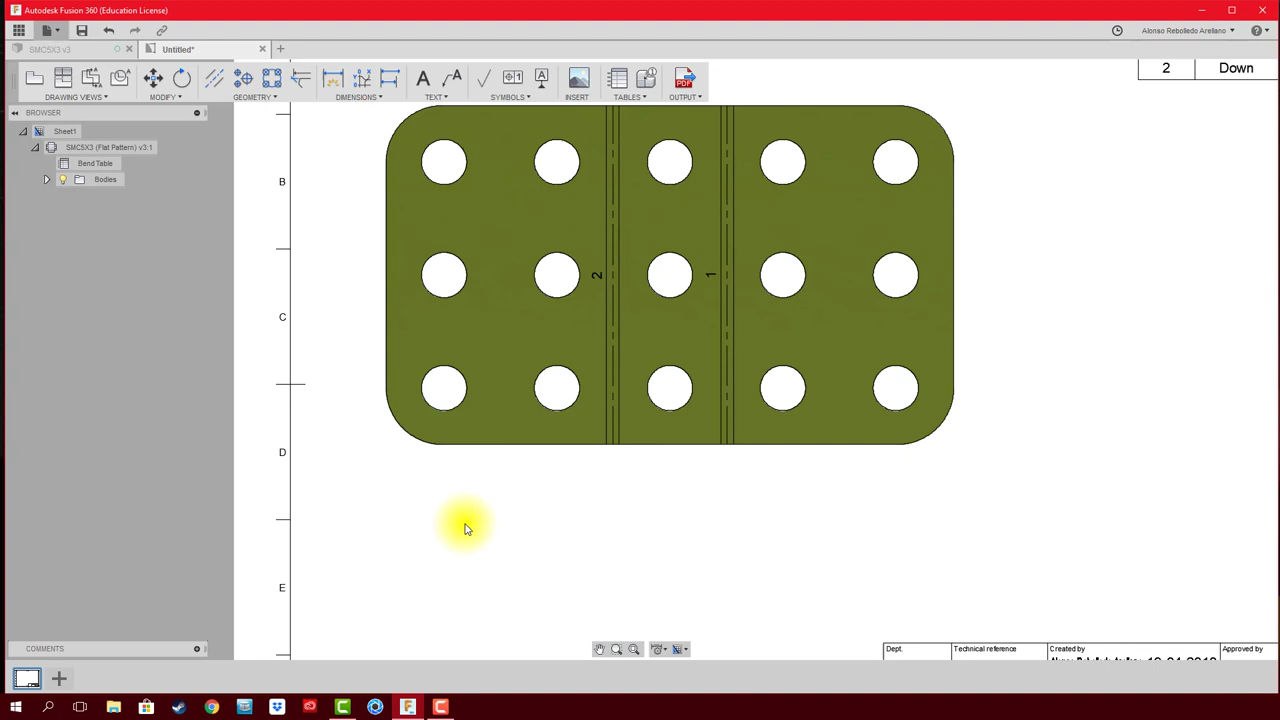 Autodesk Fusion 360 (Education License)
Alonso Rebolledo Arellano
SMC5X3 v3
Untitled*
DRAWING VIEWS
MODIFY
GEOMETRY
DIMENSIONS
TEXT
SYMBOLS
INSERT
TABLES
OUTPUT
2 Down
BROWSER
Sheet1
SMC5X3 (Flat Pattern) v3:1
Bend Table
Bodies
B
C
D
E
2
1
COMMENTS
Dept.
Technical reference
Created by
Approved by